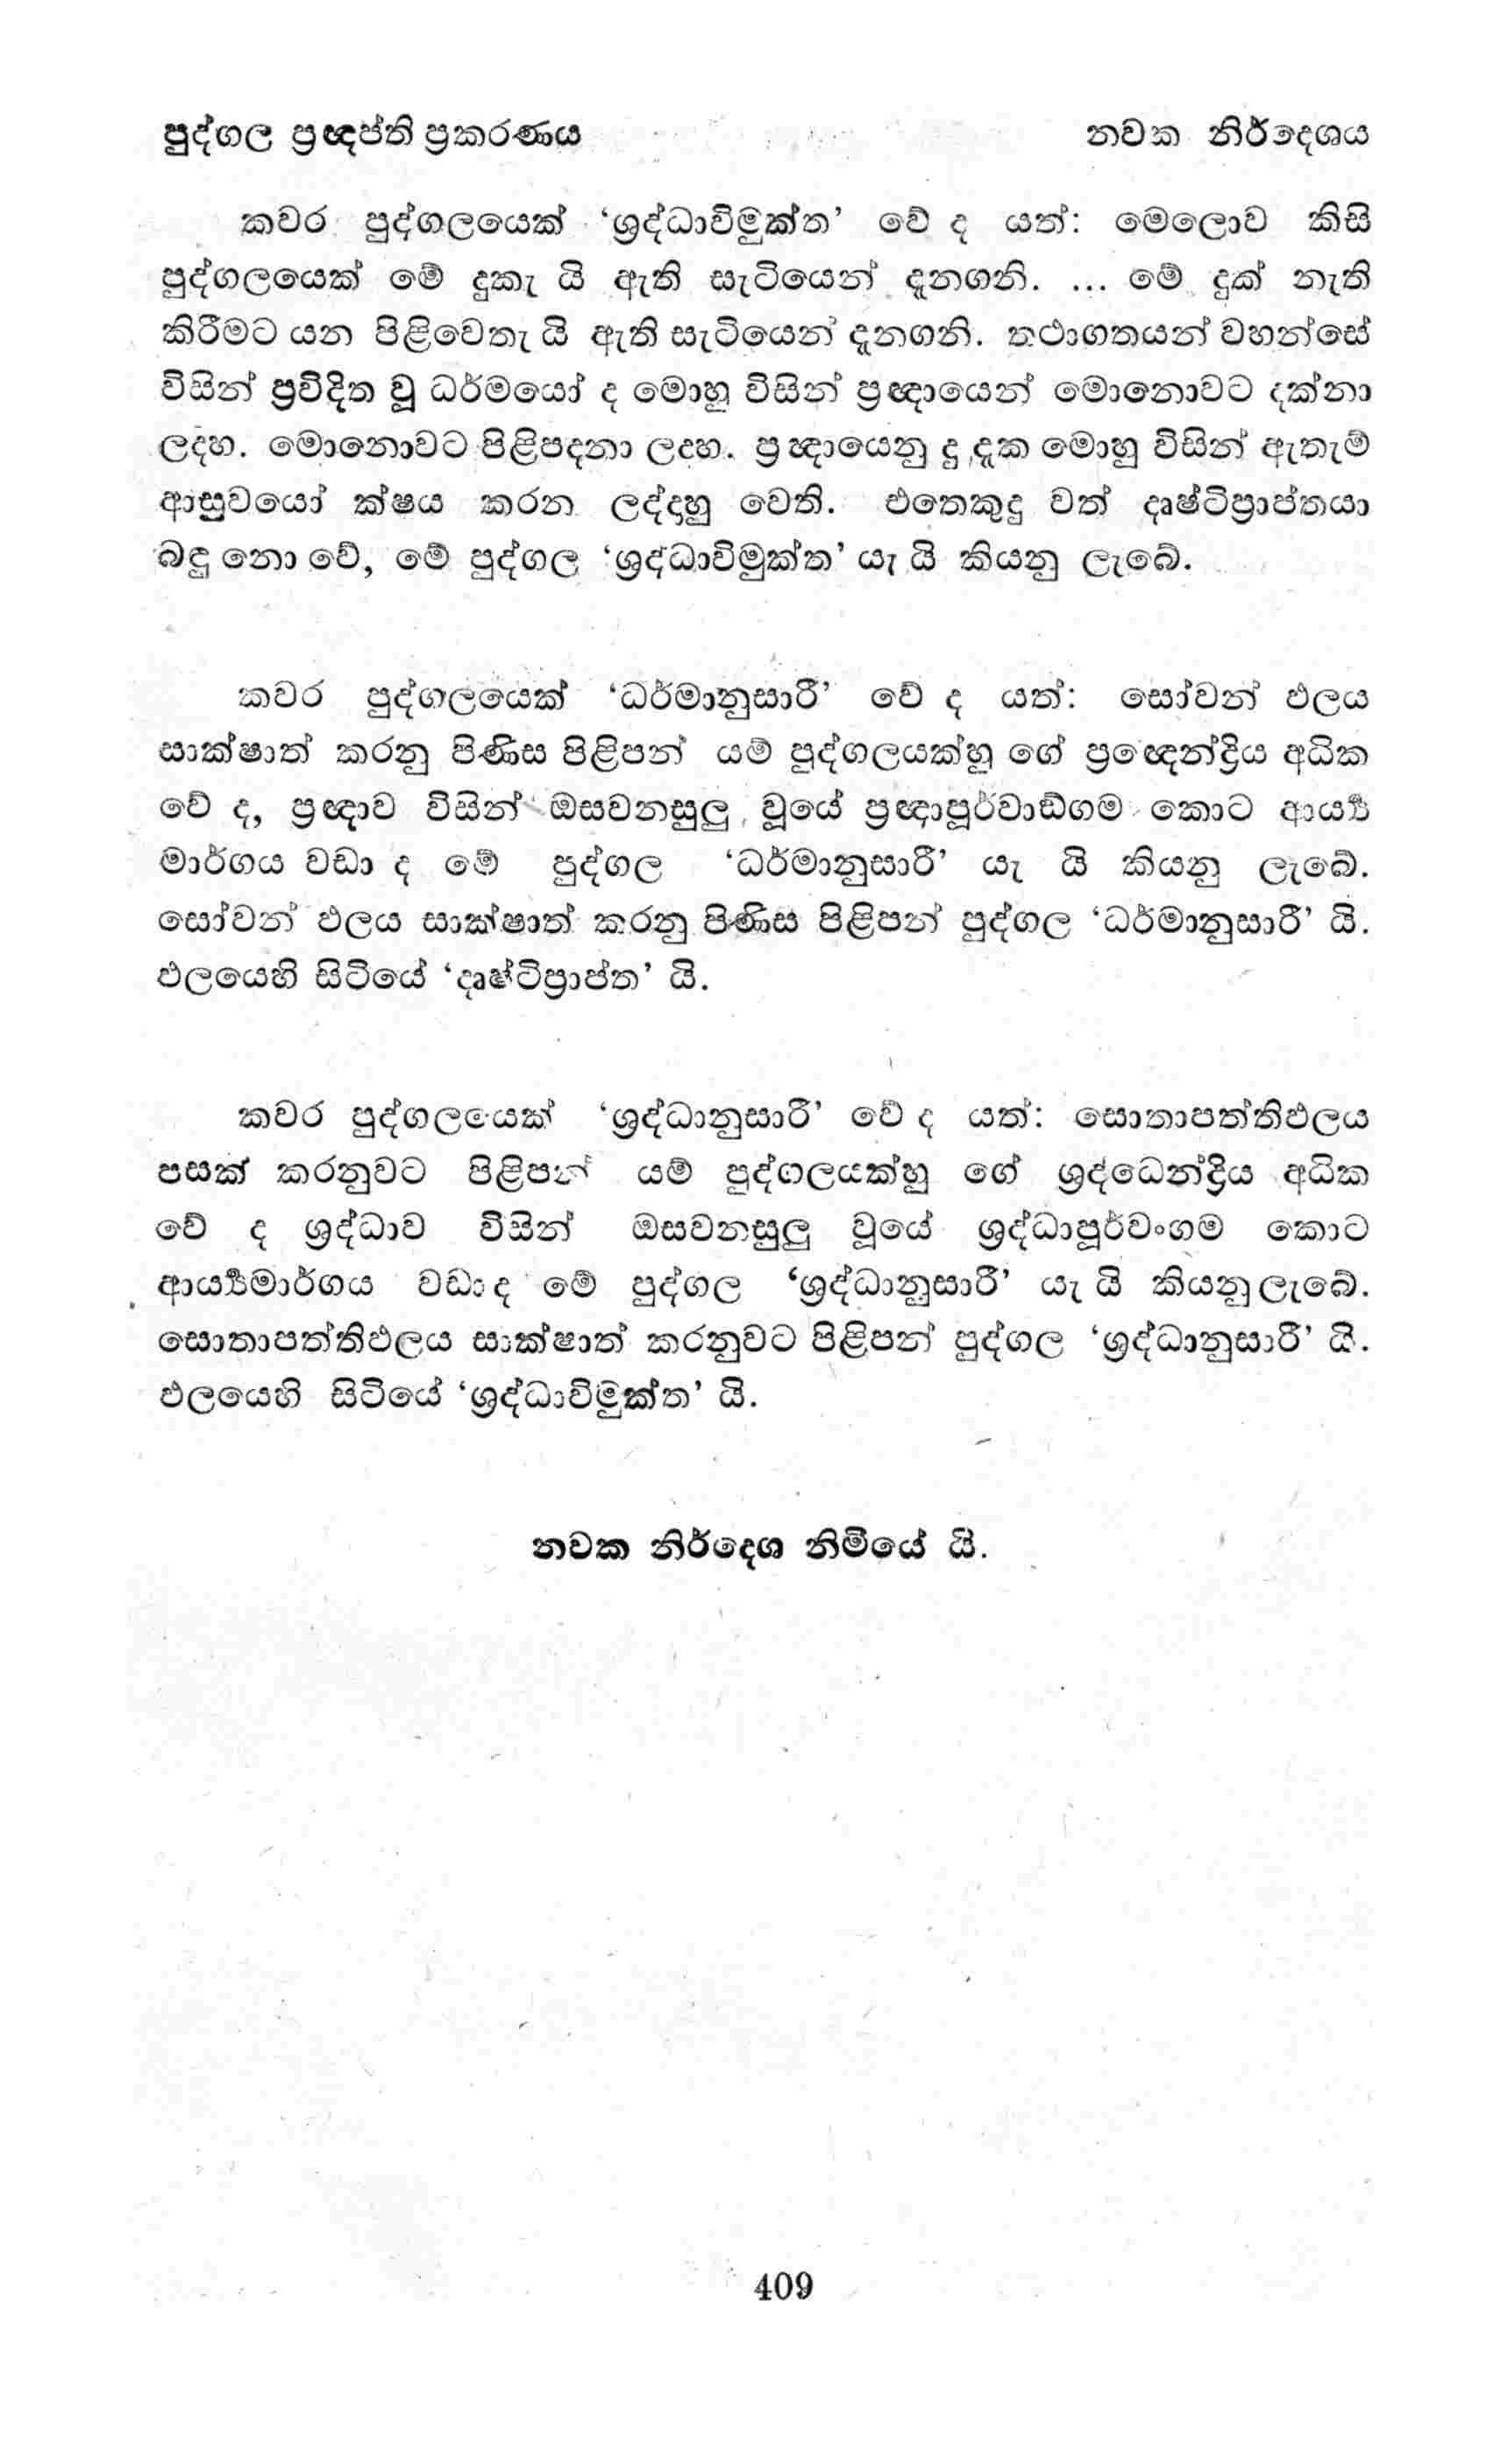 පුද්ගල ප්‍රඥප්ති ප්‍රකරණය නවක නිර්දෙශය
කවර පුද්ගලයෙක් ‘ශ්‍රද්ධාවිමුක්ත’ වේ ද යත්: මෙලොව කිසි
පුද්ගලයෙක් මේ දුකැ යි ඇති සැටියෙන් දැනගනි. ... මේ දුක් නැති
කිරීමට යන පිළිවෙතැ යි ඇති සැටියෙන් දැනගනි. තථාගතයන් වහන්සේ
විසින් ප්‍රවිදිත වූ ධර්මයෝ ද මොහු විසින් ප්‍රඥායෙන් මොනොවට දක්නා
ලදහ. මොනොවට පිළිපදනා ලදහ. ප්‍රඥායෙනු දු දැක මොහු විසින් ඇතැම්
ආස්‍රවයෝ ක්ෂය කරන ලද්දාහු වෙති. එතෙකුදු වත් දෘෂ්ටිප්‍රාප්තයා
බඳු නො වේ, මේ පුද්ගල ‘ශ්‍රද්ධාවිමුක්ත’ යැ යි කියනු ලැබේ.
කවර පුද්ගලයෙක් ‘ධර්මානුසාරී’ වේ ද යත්: සෝවන් ඵලය
සාක්ෂාත් කරනු පිණිස පිළිපන් යම් පුද්ගලයක්හු ගේ ප්‍රඥෙන්ද්‍රිය අධික
වේ ද, ප්‍රඥාව විසින් ඔසවනසුලු වූයේ ප්‍රඥාපූර්වාඞ්ගම කොට ආර්‍ය්‍ය
මාර්ගය වඩා ද මේ පුද්ගල ‘ධර්මානුසාරී’ යැ යි කියනු ලැබේ.
සෝවන් ඵලය සාක්ෂාත් කරනු පිණිස පිළිපන් පුද්ගල ‘ධර්මානුසාරී’ යි.
ඵලයෙහි සිටියේ ‘දෘෂ්ටිප්‍රාප්ත’ යි.
කවර පුද්ගලයෙක් ‘ශ්‍රද්ධානුසාරී’ වේ ද යත්: සොතාපත්තිඵලය
පසක් කරනුවට පිළිපන් යම් පුද්ගලයක්හු ගේ ශ්‍රද්ධෙන්ද්‍රිය අධික
වේ ද ශ්‍රද්ධාව විසින් ඔසවනසුලු වූයේ ශ්‍රද්ධාපූර්වංගම කොට
ආර්‍ය්‍යමාර්ගය වඩා ද මේ පුද්ගල ‘ශ්‍රද්ධානුසාරී’ යැ යි කියනු ලැබේ.
සොතාපත්තිඵලය සාක්ෂාත් කරනුවට පිළිපන් පුද්ගල ‘ශ්‍රද්ධානුසාරී’ යි.
ඵලයෙහි සිටියේ ‘ශ්‍රද්ධාවිමුක්ත’ යි.
නවක නිර්දෙශ නිමියේ යි.
409